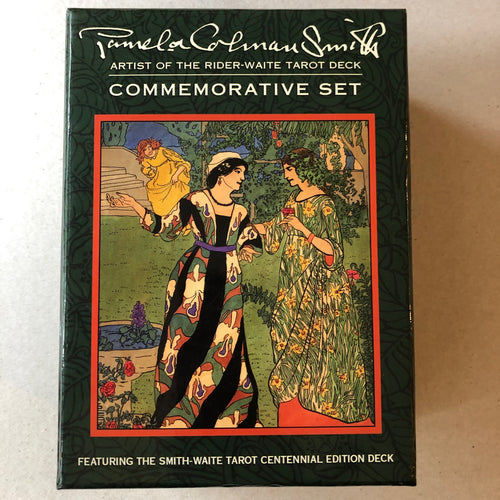 Pamela Colman Smith
ARTIST OF THE RIDER-WAITE TAROT DECK
COMMEMORATIVE SET
FEATURING THE SMITH-WAITE TAROT CENTENNIAL EDITION DECK